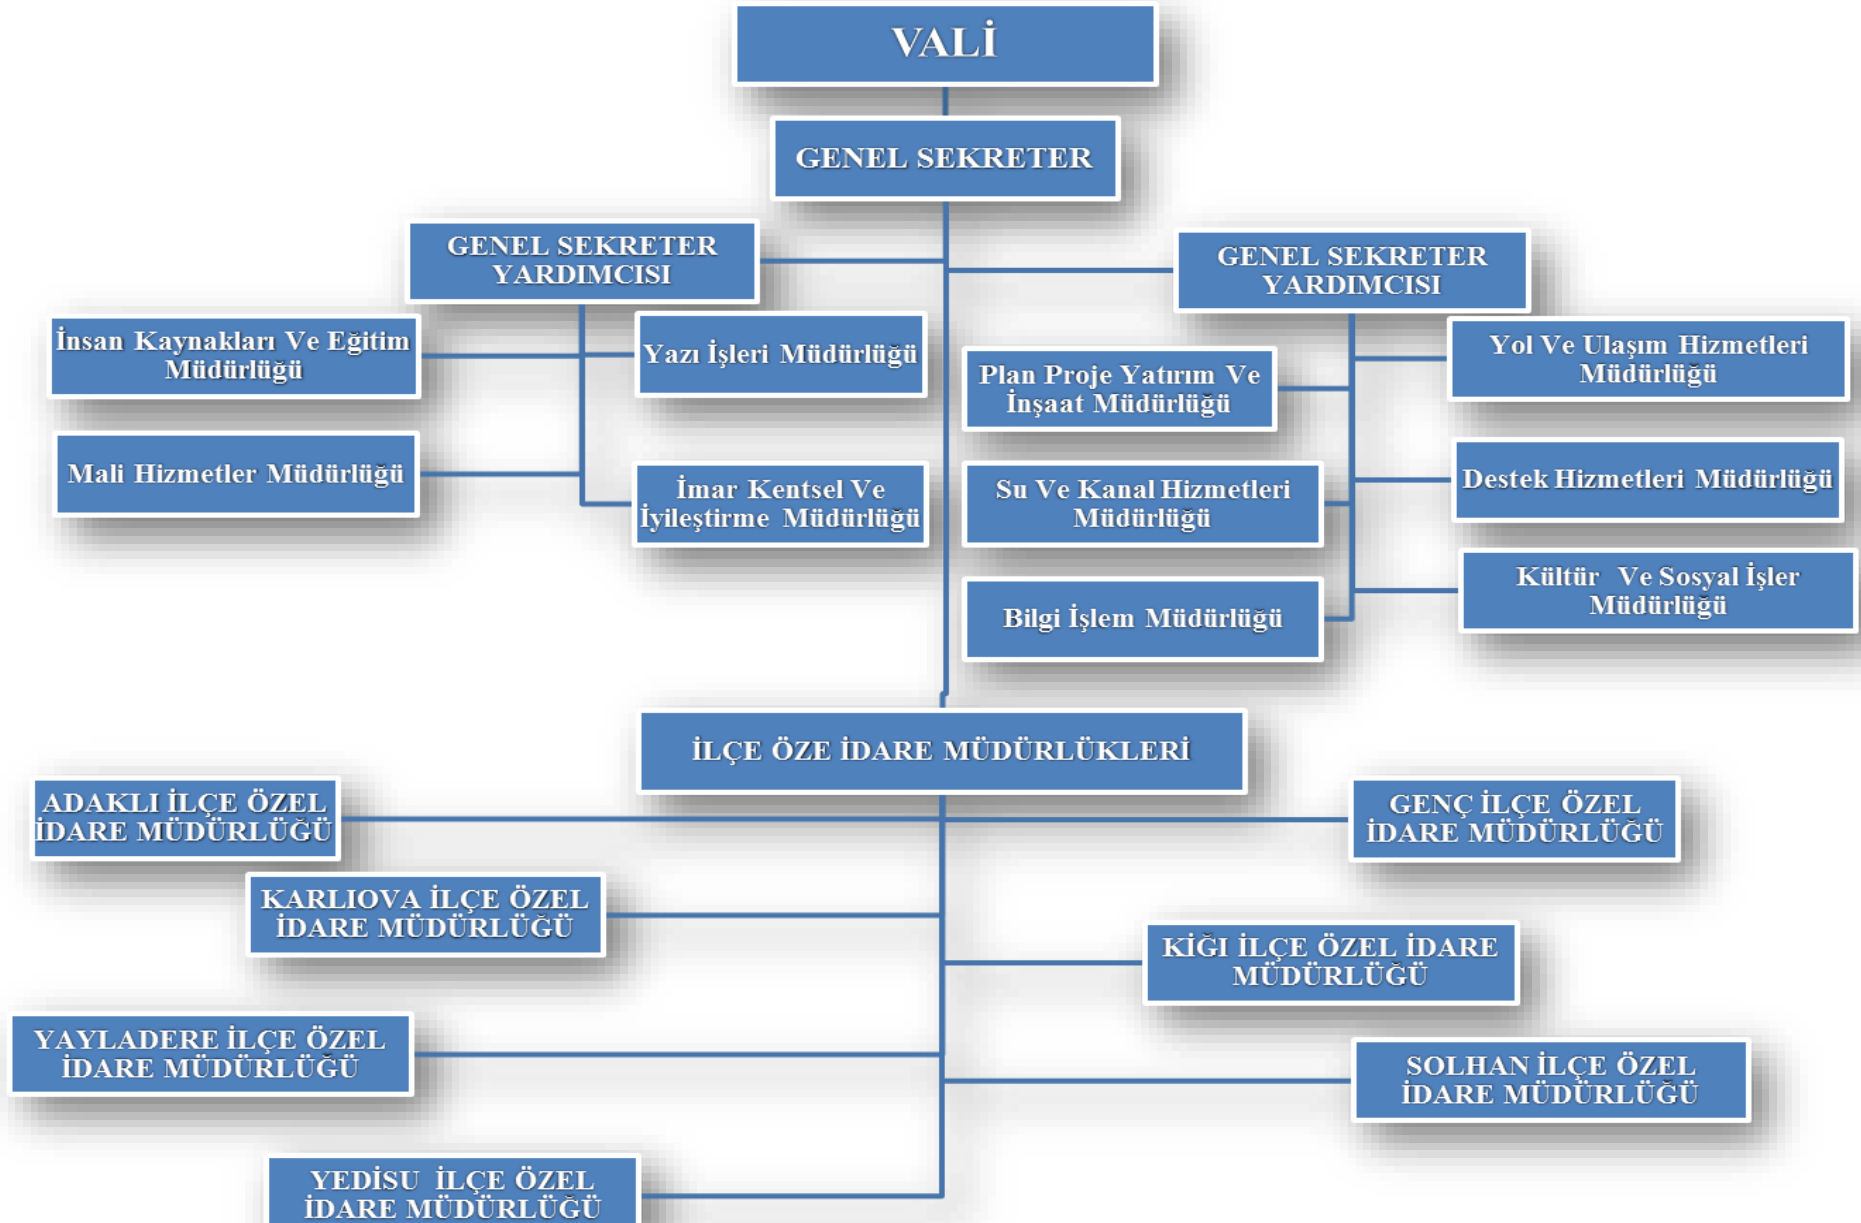 VALİ
GENEL SEKRETER
GENEL SEKRETER
YARDIMCISI
GENEL SEKRETER
YARDIMCISI
İnsan Kaynakları Ve Eğitim
Müdürlüğü
Yazı İşleri Müdürlüğü
Mali Hizmetler Müdürlüğü
İmar Kentsel Ve
İyileştirme Müdürlüğü
Plan Proje Yatırım Ve
İnşaat Müdürlüğü
Yol Ve Ulaşım Hizmetleri
Müdürlüğü
Su Ve Kanal Hizmetleri
Müdürlüğü
Destek Hizmetleri Müdürlüğü
Bilgi İşlem Müdürlüğü
Kültür Ve Sosyal İşler
Müdürlüğü
İLÇE ÖZE İDARE MÜDÜRLÜKLERİ
ADAKLI İLÇE ÖZEL
İDARE MÜDÜRLÜĞÜ
GENÇ İLÇE ÖZEL
İDARE MÜDÜRLÜĞÜ
KARLIOVA İLÇE ÖZEL
İDARE MÜDÜRLÜĞÜ
KİĞI İLÇE ÖZEL İDARE
MÜDÜRLÜĞÜ
YAYLADERE İLÇE ÖZEL
İDARE MÜDÜRLÜĞÜ
SOLHAN İLÇE ÖZEL
İDARE MÜDÜRLÜĞÜ
YEDİSU İLÇE ÖZEL
İDARE MÜDÜRLÜĞÜ